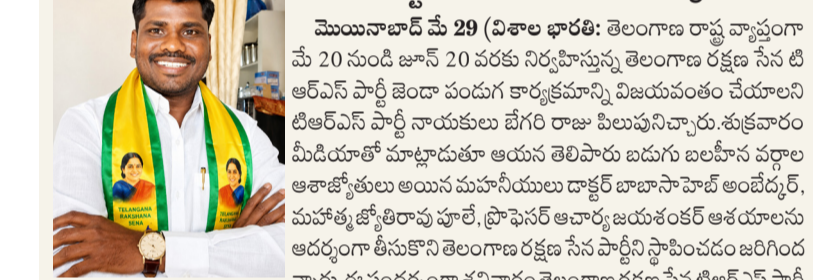 మొయినాబాద్ మే 29 (విశాల భారతి: తెలంగాణ రాష్ట్ర వ్యాప్తంగా
మే 20 నుండి జూన్ 20 వరకు నిర్వహిస్తున్న తెలంగాణ రక్షణ సేన టి
ఆర్ఎస్ పార్టీ జెండా పండుగ కార్యక్రమాన్ని విజయవంతం చేయాలని
టిఆర్ఎస్ పార్టీ నాయకులు బేగరి రాజు పిలుపునిచ్చారు.శుక్రవారం
మీడియాతో మాట్లాడుతూ ఆయన తెలిపారు బడుగు బలహీన వర్గాల
ఆశాజ్యోతులు అయిన మహనీయులు డాక్టర్ బాబాసాహెబ్ అంబేద్కర్,
మహాత్మ జ్యోతిరావు పూలే, ప్రొఫెసర్ ఆచార్య జయశంకర్ ఆశయాలను
ఆదర్శంగా తీసుకొని తెలంగాణ రక్షణ సేన పార్టీని స్థాపించడం జరిగింద
TELANGANA
RAKSHANA
SENA
TELANGANA
RAKSHANA